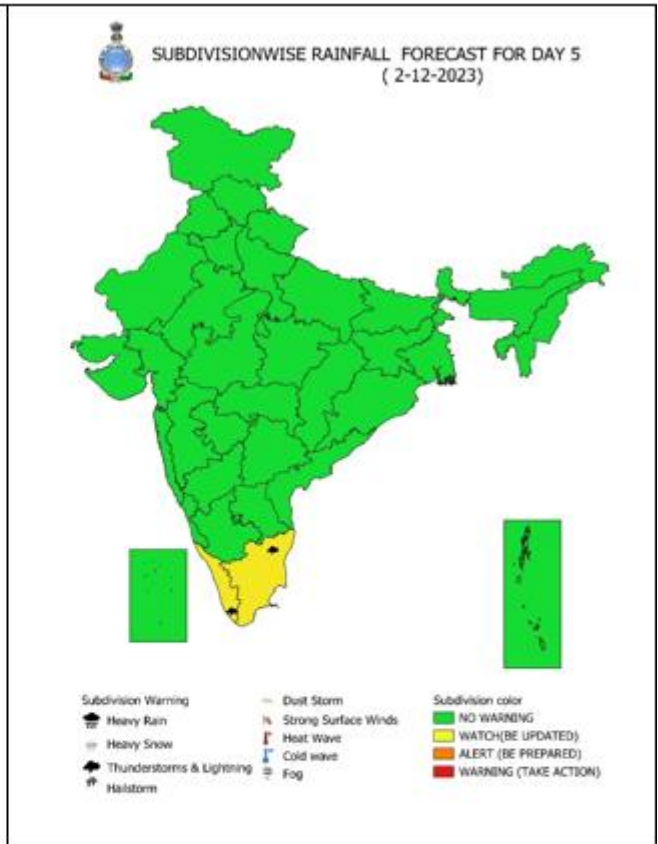 SUBDIVISIONWISE RAINFALL FORECAST FOR DAY 5
( 2-12-2023)
Subdivision Warning
Heavy Rain
Heavy Snow
Thunderstorms & Lightning
Hailstorm
Dust Storm
Strong Surface Winds
Heat Wave
Cold wave
Fog
Subdivision color
NO WARNING
WATCH(BE UPDATED)
ALERT (BE PREPARED)
WARNING (TAKE ACTION)